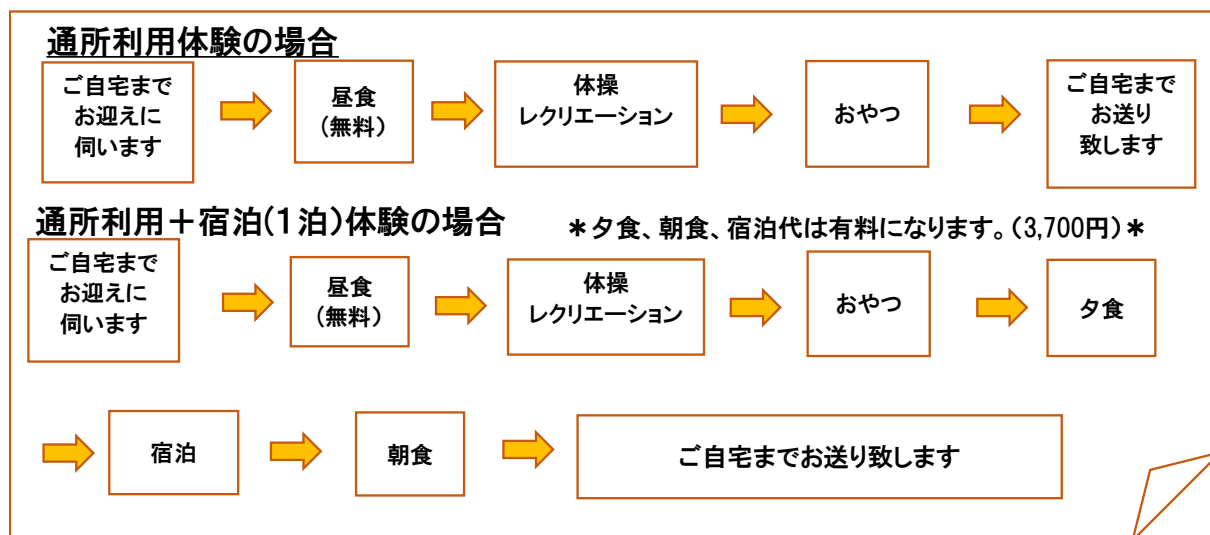 通所利用体験の場合
ご自宅まで
お迎えに
伺います
昼食
(無料)
体操
レクリエーション
おやつ
ご自宅まで
お送り
致します
通所利用＋宿泊(1泊)体験の場合
＊夕食、朝食、宿泊代は有料になります。(3,700円)＊
ご自宅まで
お迎えに
伺います
昼食
(無料)
体操
レクリエーション
おやつ
夕食
宿泊
朝食
ご自宅までお送り致します